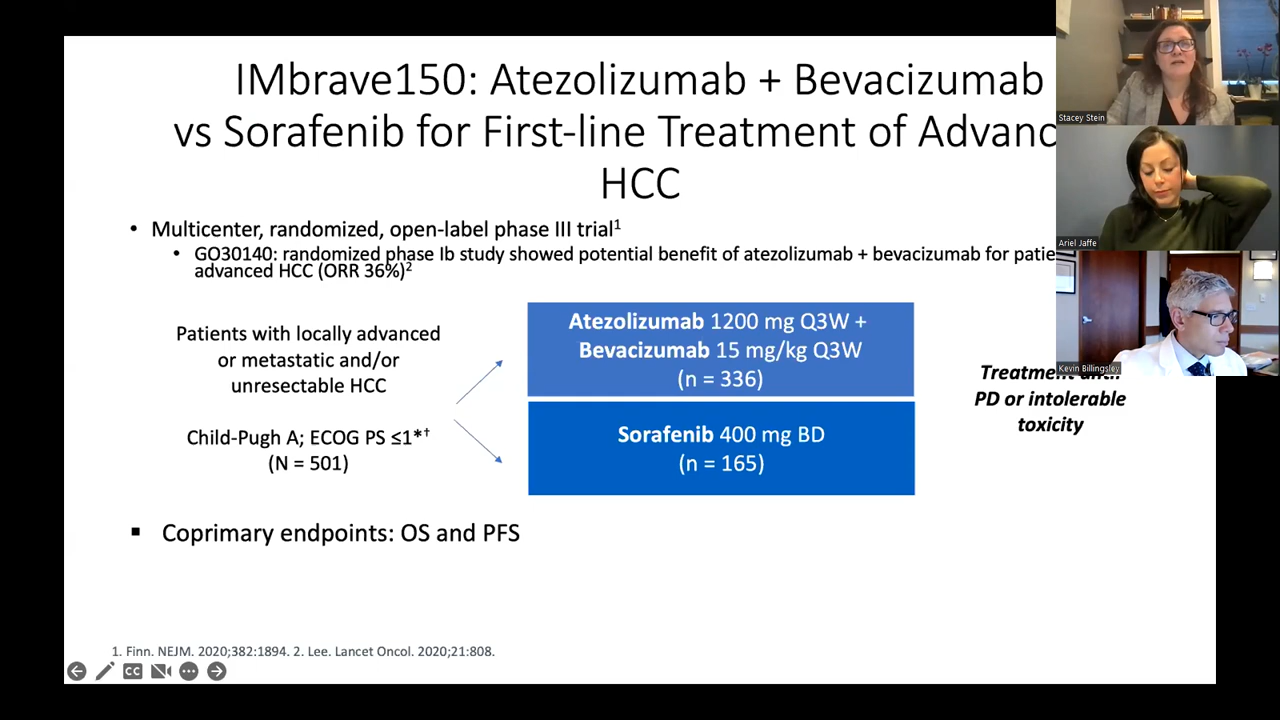 IMbrave150: Atezolizumab + Bevacizumab
vs Sorafenib for First-line Treatment of Advanc
HCC
• Multicenter, randomized, open-label phase III trial1
• GO30140: randomized phase Ib study showed potential benefit of atezolizumab + bevacizumab for patie
advanced HCC (ORR 36%)2
Patients with locally advanced
or metastatic and/or
unresectable HCC
Child-Pugh A; ECOG PS ≤1*†
(N = 501)
Atezolizumab 1200 mg Q3W +
Bevacizumab 15 mg/kg Q3W
(n = 336)
Sorafenib 400 mg BD
(n = 165)
Treatment until
PD or intolerable
toxicity
▪ Coprimary endpoints: OS and PFS
1. Finn. NEJM. 2020;382:1894. 2. Lee. Lancet Oncol. 2020;21:808.
CC
Stacey Stein
Ariel Jaffe
Kevin Billingsley